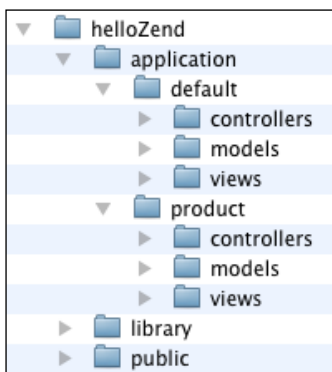 helloZend
application
default
controllers
models
views
product
controllers
models
views
library
public